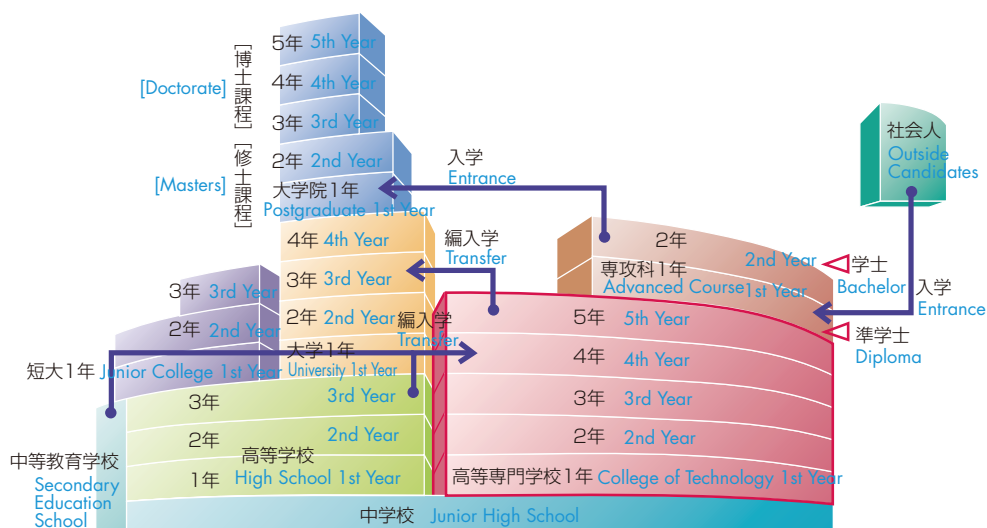 5年 5th Year
4年 4th Year
3年 3rd Year
[博士課程]
[Doctorate]
2年 2nd Year
大学院1年
Postgraduate 1st Year
[修士課程]
[Masters]
入学
Entrance
社会人
Outside
Candidates
4年 4th Year
3年 3rd Year
2年 2nd Year
大学1年
University 1st Year
編入学
Transfer
2年
2nd Year
専攻科1年
Advanced Course 1st Year
学士
Bachelor
入学
Entrance
準学士
Diploma
3年 3rd Year
2年 2nd Year
短大1年 Junior College 1st Year
編入学
Transfer
5年 5th Year
4年 4th Year
3年 3rd Year
2年 2nd Year
高等専門学校1年 College of Technology 1st Year
3年 3rd Year
2年 2nd Year
高等学校
1年 High School 1st Year
中等教育学校
Secondary
Education
School
中学校 Junior High School